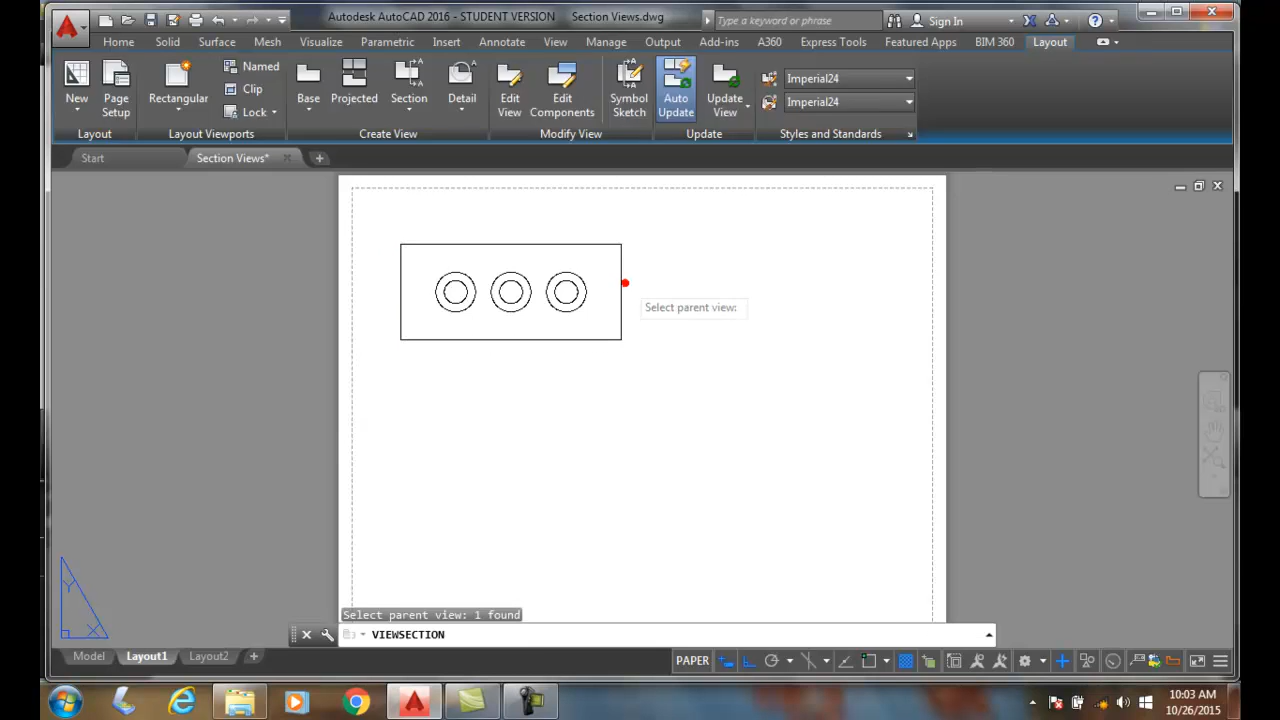 Autodesk AutoCAD 2016 - STUDENT VERSION Section Views.dwg
Type a keyword or phrase
Sign In
Home Solid Surface Mesh Visualize Parametric Insert Annotate View Manage Output Add-ins A360 Express Tools Featured Apps BIM 360 Layout
New
Page Setup
Rectangular
Named
Clip
Lock
Base
Projected
Section
Detail
Edit View
Edit Components
Symbol Sketch
Auto Update
Update View
Imperial24
Imperial24
Layout Layout Viewports Create View Modify View Update Styles and Standards
Start Section Views*
Select parent view:
Y
X
Select parent view: 1 found
VIEWSECTION
Model Layout1 Layout2
PAPER
10:03 AM
10/26/2015